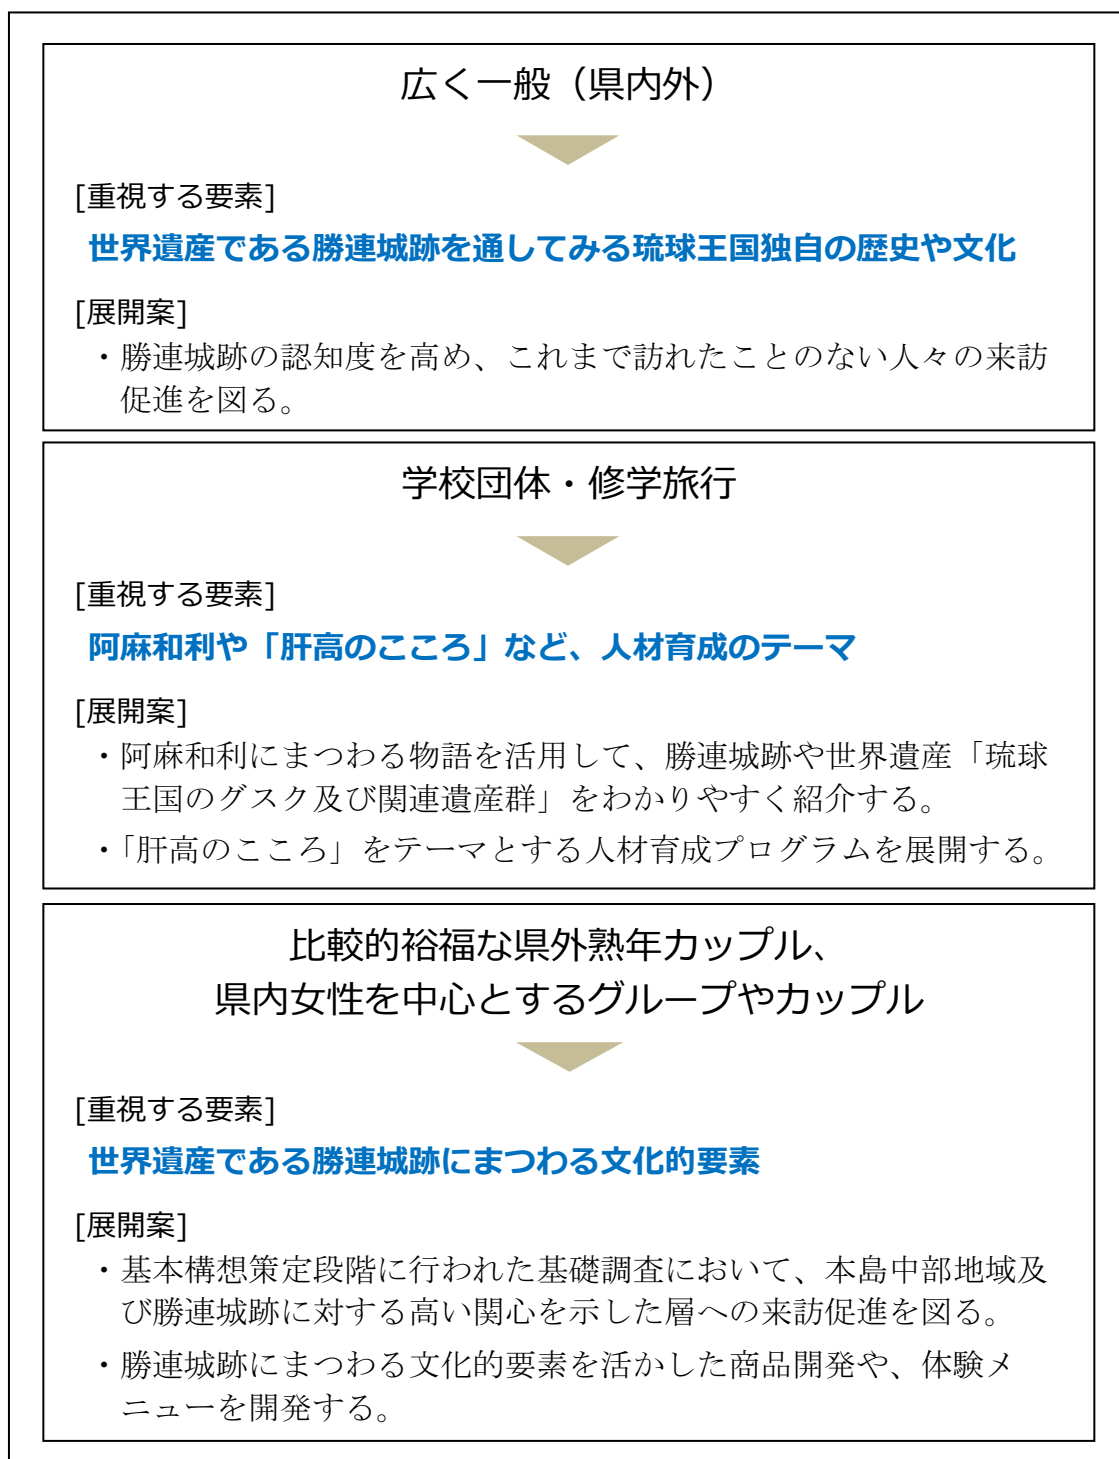 広く一般（県内外）
[重視する要素]
世界遺産である勝連城跡を通してみる琉球王国独自の歴史や文化
[展開案]
・勝連城跡の認知度を高め、これまで訪れたことのない人々の来訪
促進を図る。
学校団体・修学旅行
[重視する要素]
阿麻和利や「肝高のこころ」など、人材育成のテーマ
[展開案]
・阿麻和利にまつわる物語を活用して、勝連城跡や世界遺産「琉球
王国のグスク及び関連遺産群」をわかりやすく紹介する。
・「肝高のこころ」をテーマとする人材育成プログラムを展開する。
比較的裕福な県外熟年カップル、
県内女性を中心とするグループやカップル
[重視する要素]
世界遺産である勝連城跡にまつわる文化的要素
[展開案]
・基本構想策定段階に行われた基礎調査において、本島中部地域及
び勝連城跡に対する高い関心を示した層への来訪促進を図る。
・勝連城跡にまつわる文化的要素を活かした商品開発や、体験メ
ニューを開発する。